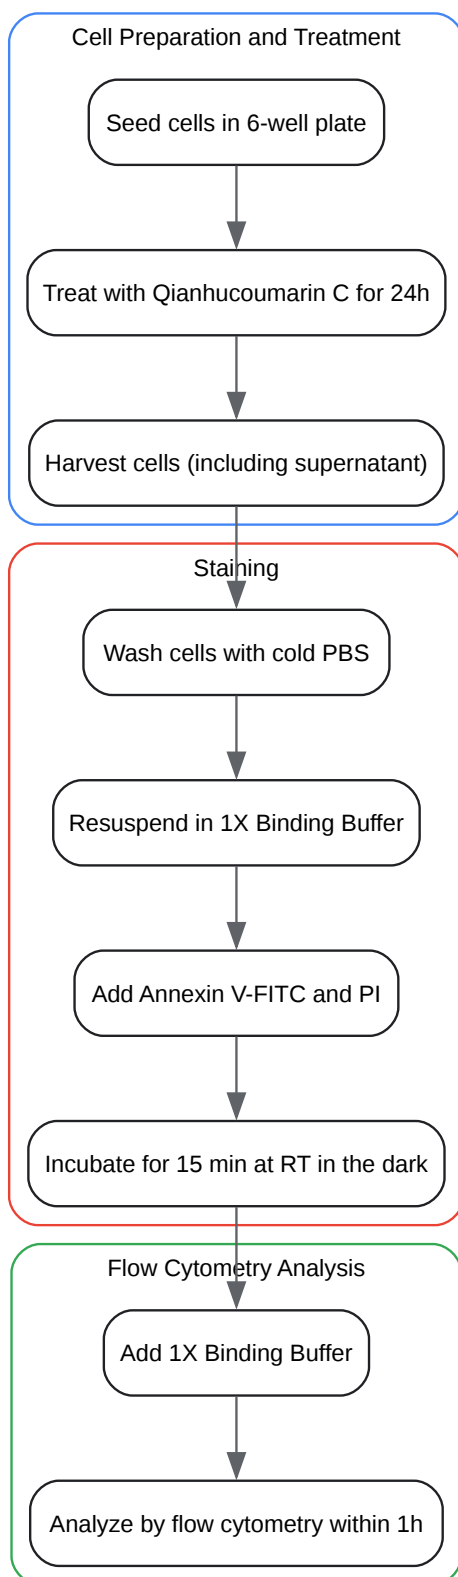 Cell Preparation and Treatment
Seed cells in 6-well plate
Treat with Qianhucoumarin C for 24h
Harvest cells (including supernatant)
Staining
Wash cells with cold PBS
Resuspend in 1X Binding Buffer
Add Annexin V-FITC and PI
Incubate for 15 min at RT in the dark
Flow Cytometry Analysis
Add 1X Binding Buffer
Analyze by flow cytometry within 1h